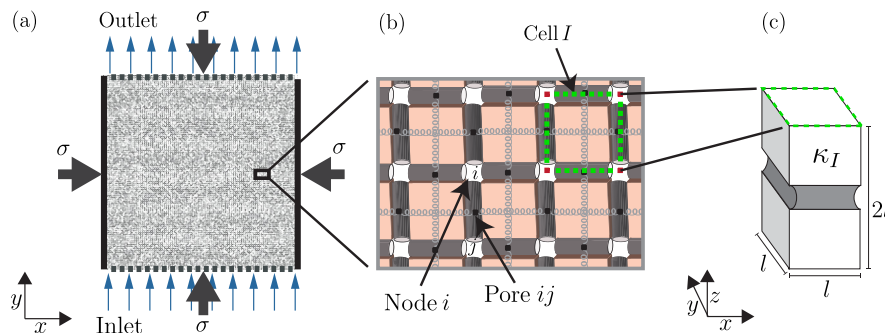 (a)
Outlet
σ
σ
σ
σ
Inlet
y
x
(b)
Cell I
i
j
Node i
Pore ij
(c)
κ_I
l
l
y
z
x